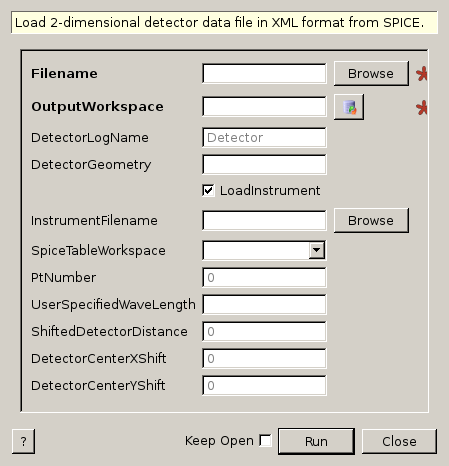 Load 2-dimensional detector data file in XML format from SPICE.
Filename Browse
OutputWorkspace
DetectorLogName Detector
DetectorGeometry
LoadInstrument
InstrumentFilename Browse
SpiceTableWorkspace
PtNumber 0
UserSpecifiedWaveLength
ShiftedDetectorDistance 0
DetectorCenterXShift 0
DetectorCenterYShift 0
? Keep Open Run Close